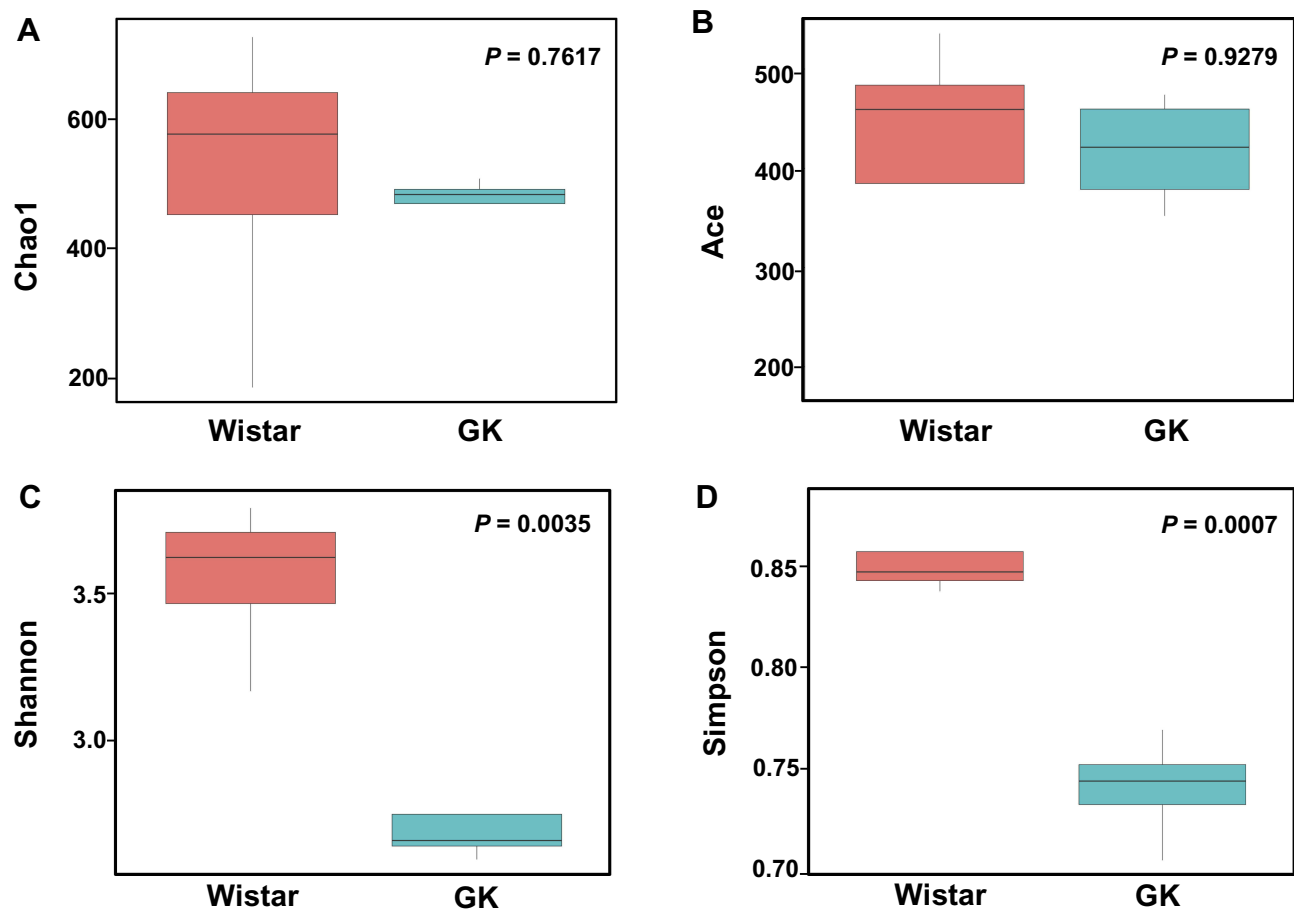 A
P = 0.7617
600
400
200
Chao1
Wistar GK
B
P = 0.9279
500
400
300
200
Ace
Wistar GK
C
P = 0.0035
3.5
3.0
Shannon
Wistar GK
D
P = 0.0007
0.85
0.80
0.75
0.70
Simpson
Wistar GK